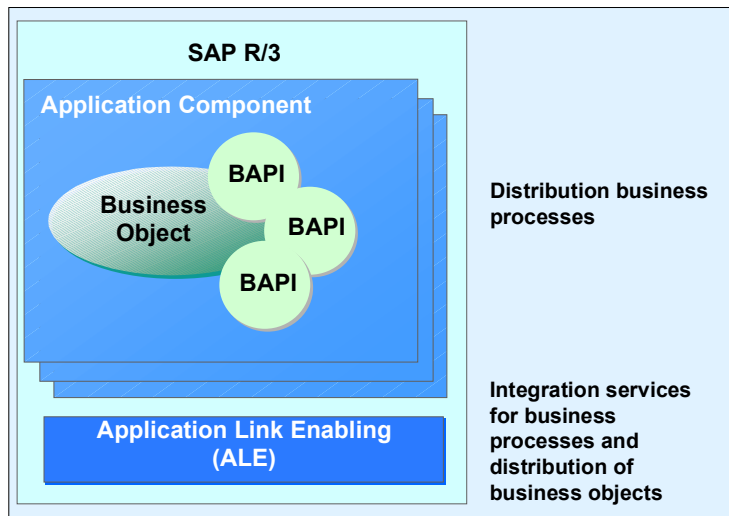 SAP R/3
Application Component
BAPI
Business
Object
BAPI
BAPI
Distribution business
processes
Application Link Enabling
(ALE)
Integration services
for business
processes and
distribution of
business objects